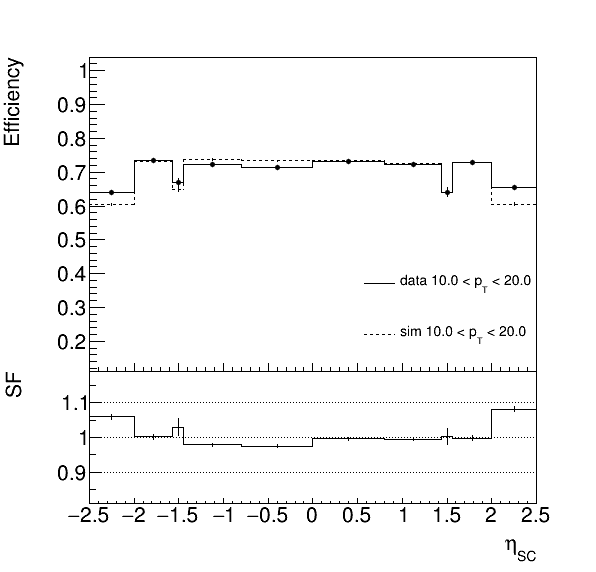 Efficiency
1
0.9
0.8
0.7
0.6
0.5
0.4
0.3
0.2
data 10.0 < p_T < 20.0
sim 10.0 < p_T < 20.0
SF
1.1
1
0.9
−2.5 −2 −1.5 −1 −0.5 0 0.5 1 1.5 2 2.5
η_SC